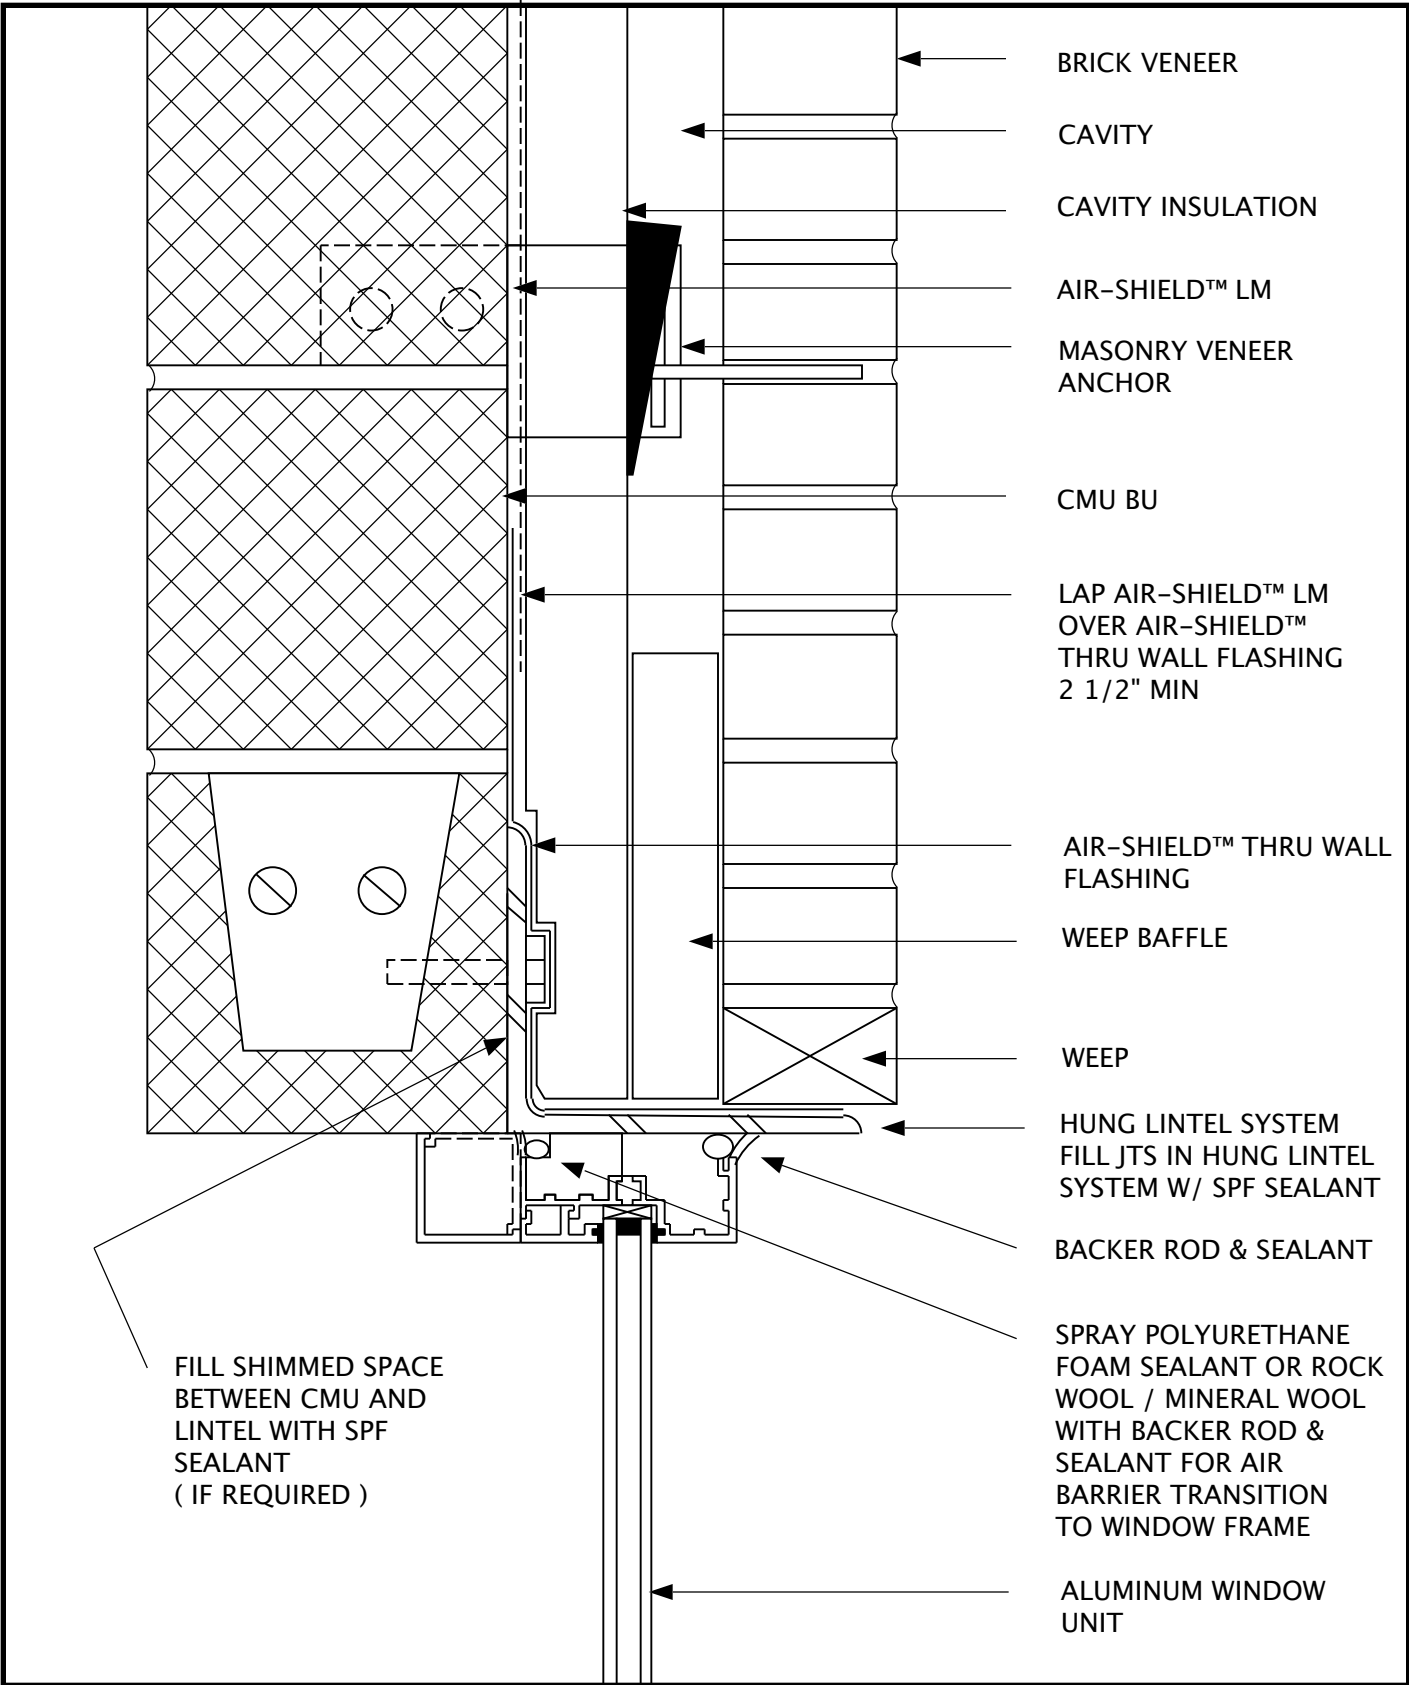 BRICK VENEER
CAVITY
CAVITY INSULATION
AIR–SHIELD™ LM
MASONRY VENEER
ANCHOR
CMU BU
LAP AIR–SHIELD™ LM
OVER AIR–SHIELD™
THRU WALL FLASHING
2 1/2" MIN
AIR–SHIELD™ THRU WALL
FLASHING
WEEP BAFFLE
WEEP
HUNG LINTEL SYSTEM
FILL JTS IN HUNG LINTEL
SYSTEM W/ SPF SEALANT
BACKER ROD & SEALANT
SPRAY POLYURETHANE
FOAM SEALANT OR ROCK
WOOL / MINERAL WOOL
WITH BACKER ROD &
SEALANT FOR AIR
BARRIER TRANSITION
TO WINDOW FRAME
ALUMINUM WINDOW
UNIT
FILL SHIMMED SPACE
BETWEEN CMU AND
LINTEL WITH SPF
SEALANT
( IF REQUIRED )